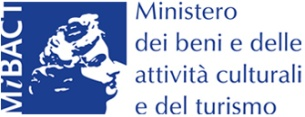 MiBACT
Ministero
dei beni e delle
attività culturali
e del turismo